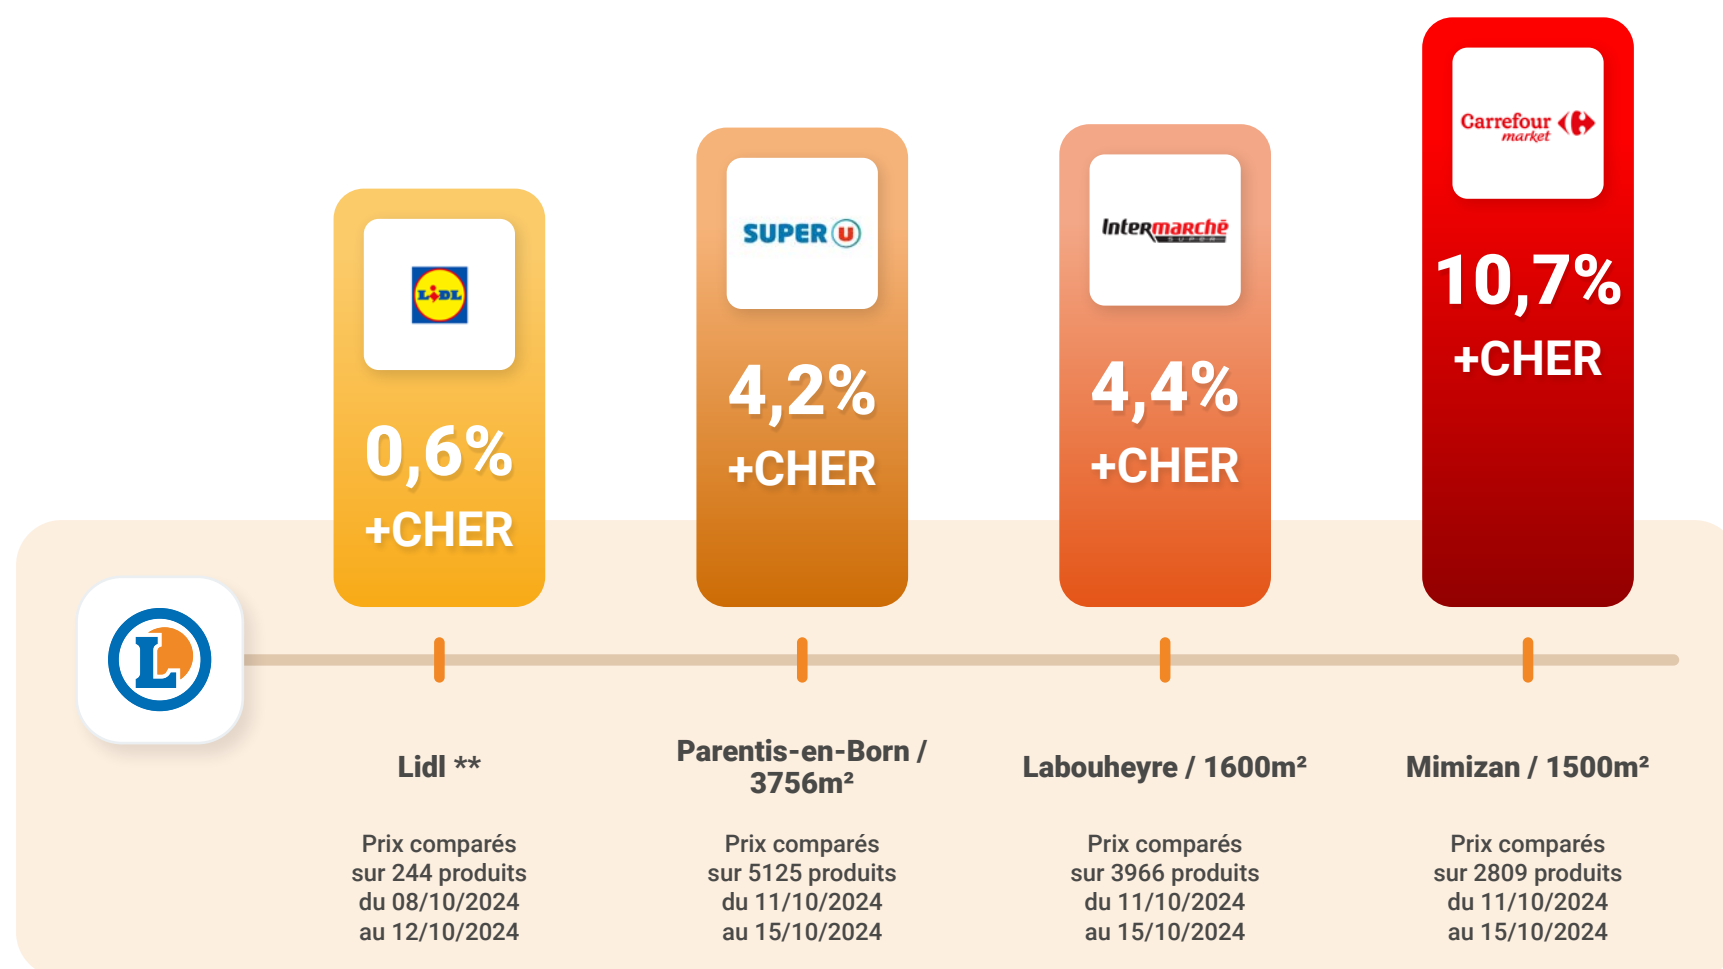 LIDL
0,6%
+CHER
SUPER U
4,2%
+CHER
Intermarchē
SUPER
4,4%
+CHER
Carrefour
market
10,7%
+CHER
L
Lidl **
Prix comparés
sur 244 produits
du 08/10/2024
au 12/10/2024
Parentis-en-Born /
3756m²
Prix comparés
sur 5125 produits
du 11/10/2024
au 15/10/2024
Labouheyre / 1600m²
Prix comparés
sur 3966 produits
du 11/10/2024
au 15/10/2024
Mimizan / 1500m²
Prix comparés
sur 2809 produits
du 11/10/2024
au 15/10/2024